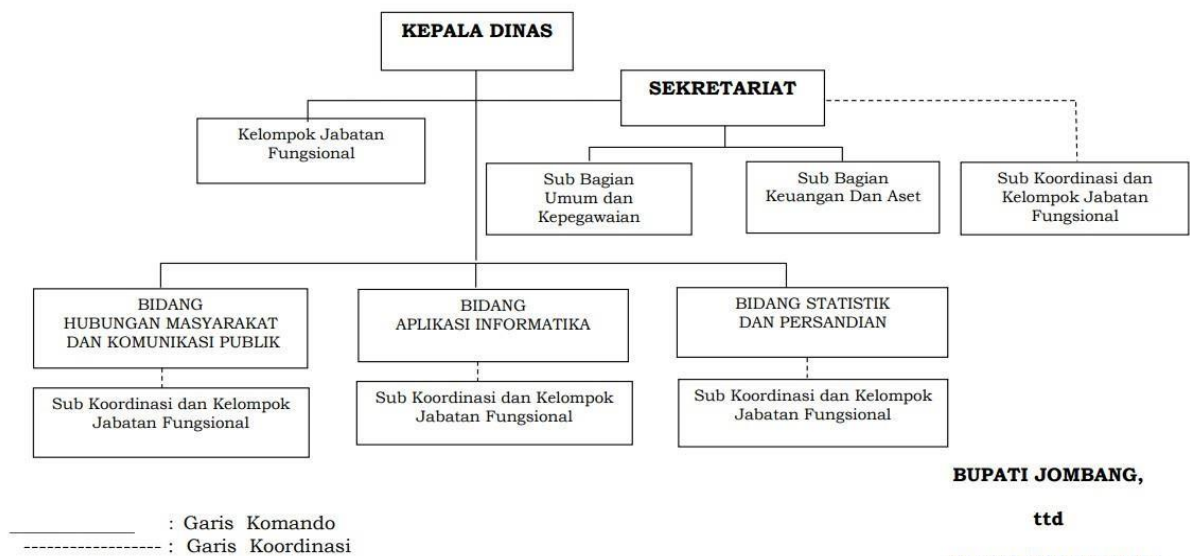 KEPALA DINAS
SEKRETARIAT
Kelompok Jabatan
Fungsional
Sub Bagian
Umum dan
Kepegawaian
Sub Bagian
Keuangan Dan Aset
Sub Koordinasi dan
Kelompok Jabatan
Fungsional
BIDANG
HUBUNGAN MASYARAKAT
DAN KOMUNIKASI PUBLIK
BIDANG
APLIKASI INFORMATIKA
BIDANG STATISTIK
DAN PERSANDIAN
Sub Koordinasi dan Kelompok
Jabatan Fungsional
Sub Koordinasi dan Kelompok
Jabatan Fungsional
Sub Koordinasi dan Kelompok
Jabatan Fungsional
BUPATI JOMBANG,
ttd
: Garis Komando
: Garis Koordinasi